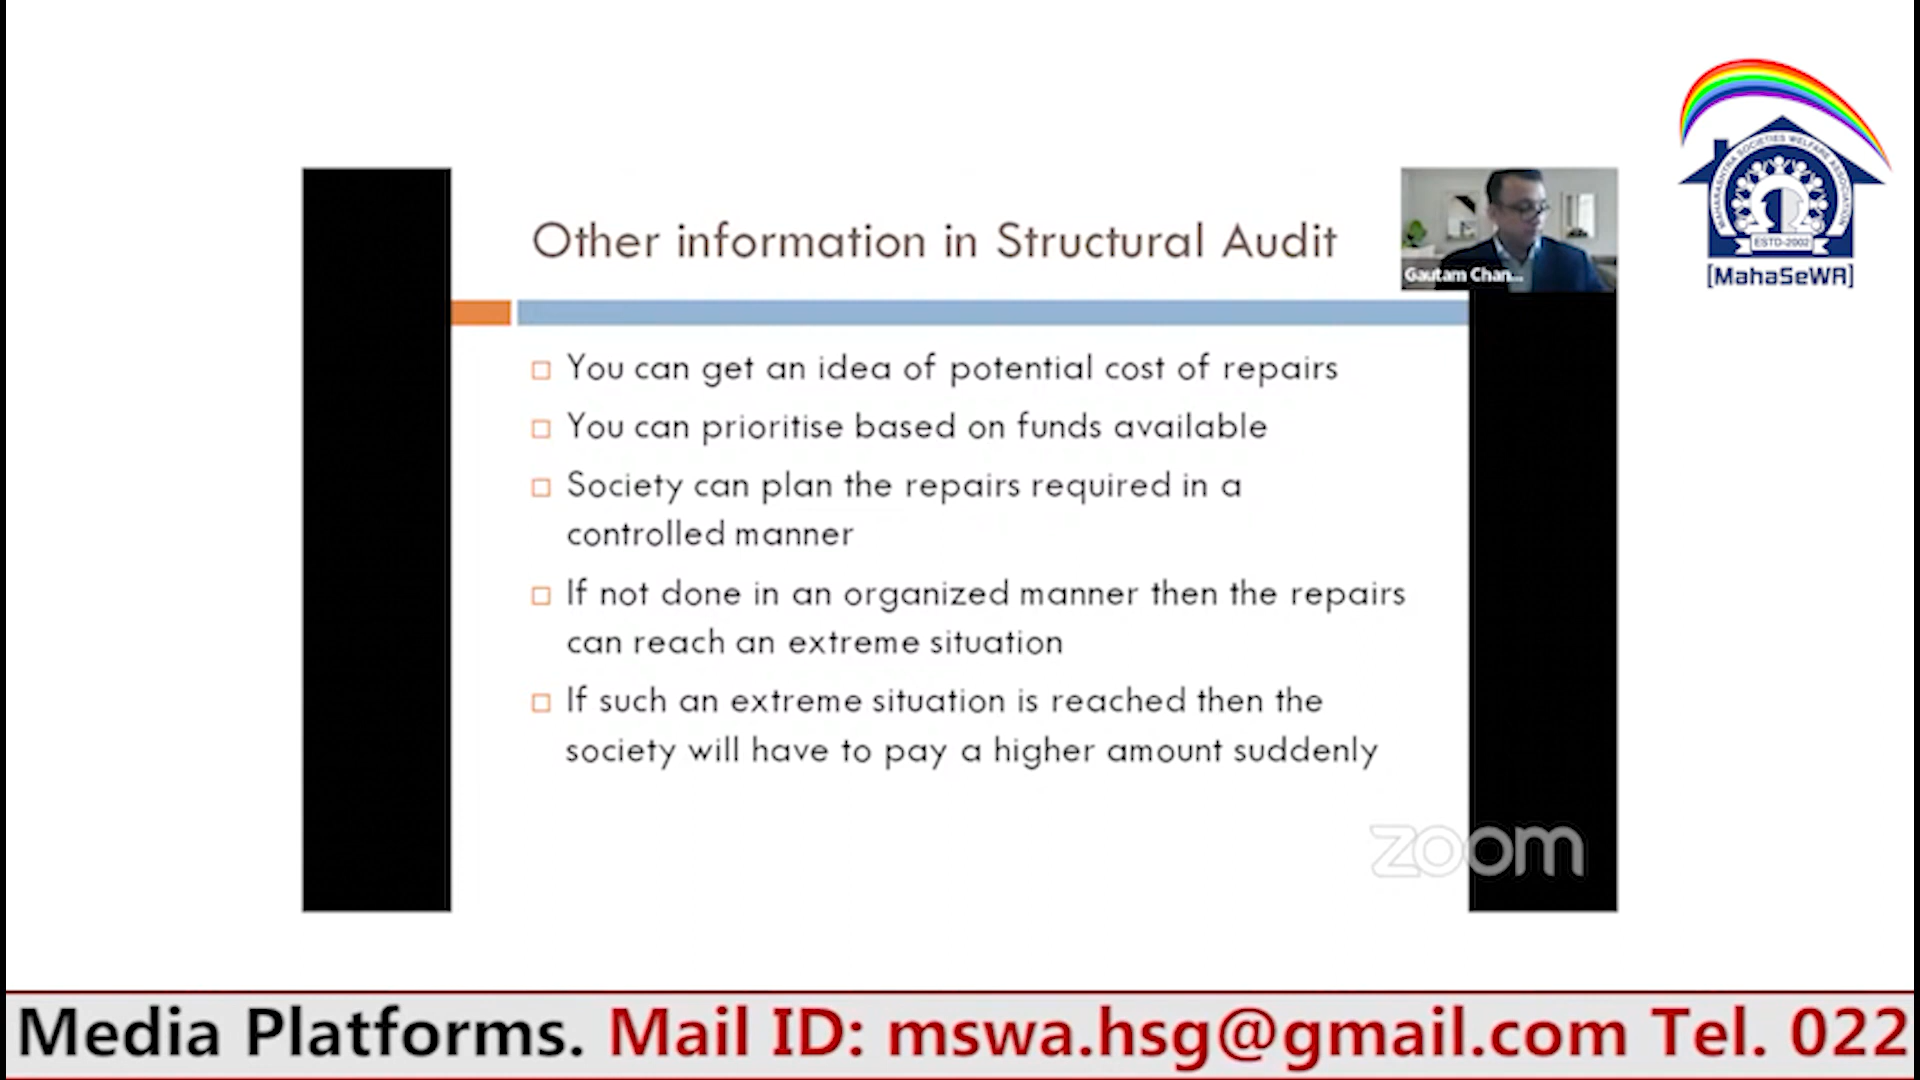 Other information in Structural Audit
Gautam Chan...
MAHARASHTRA SOCIETIES WELFARE ASSOCIATION
ESTD-2002
[MahaSeWA]
You can get an idea of potential cost of repairs
You can prioritise based on funds available
Society can plan the repairs required in a
controlled manner
If not done in an organized manner then the repairs
can reach an extreme situation
If such an extreme situation is reached then the
society will have to pay a higher amount suddenly
zoom
Media Platforms. Mail ID: mswa.hsg@gmail.com Tel. 022